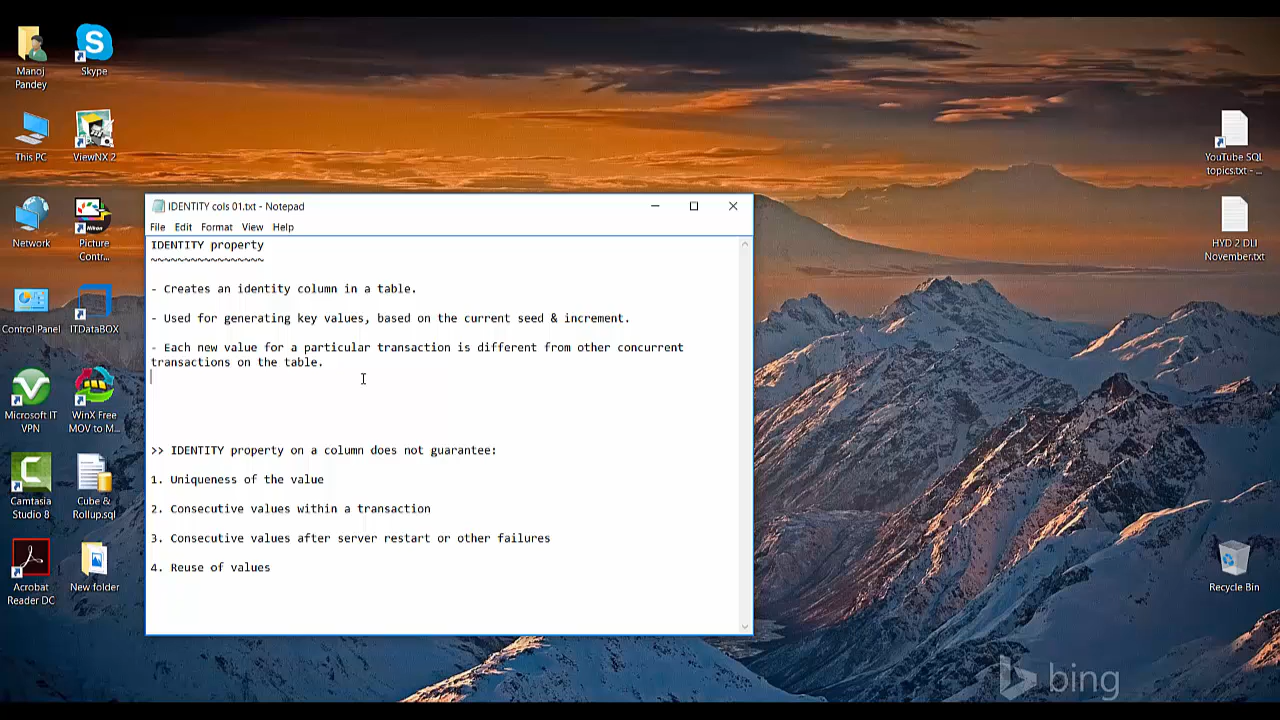 Manoj
Pandey
Skype
This PC
ViewNX 2
Network
Picture
Contr...
Control Panel
ITDataBOX
Microsoft IT
VPN
WinX Free
MOV to M...
Camtasia
Studio 8
Cube &
Rollup.sql
Acrobat
Reader DC
New folder
IDENTITY cols 01.txt - Notepad
File Edit Format View Help
IDENTITY property
~~~~~~~~~~~~~~~~~
- Creates an identity column in a table.
- Used for generating key values, based on the current seed & increment.
- Each new value for a particular transaction is different from other concurrent
transactions on the table.
>> IDENTITY property on a column does not guarantee:
1. Uniqueness of the value
2. Consecutive values within a transaction
3. Consecutive values after server restart or other failures
4. Reuse of values
YouTube SQL
topics.txt - ...
HYD 2 DLI
November.txt
Recycle Bin
bing